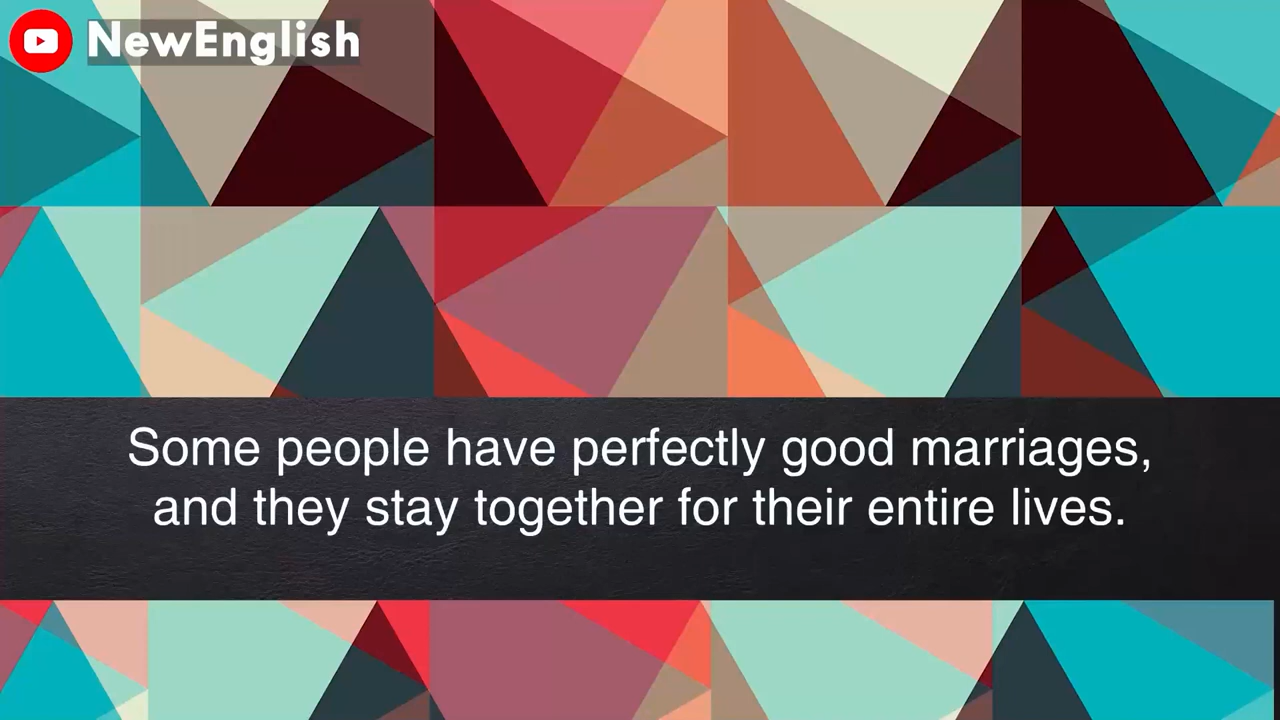 NewEnglish
Some people have perfectly good marriages,
and they stay together for their entire lives.